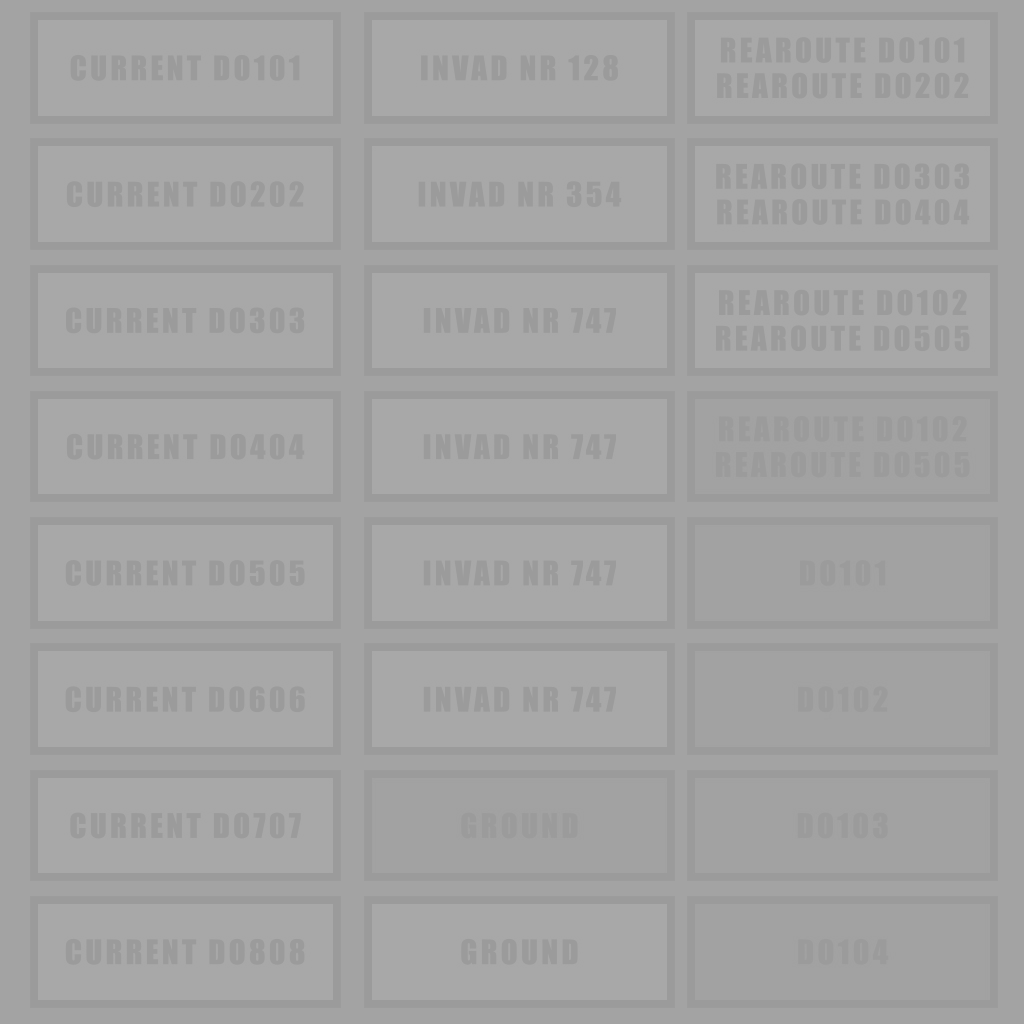 CURRENT D0101
INVAD NR 128
REAROUTE D0101
REAROUTE D0202
CURRENT D0202
INVAD NR 354
REAROUTE D0303
REAROUTE D0404
CURRENT D0303
INVAD NR 747
REAROUTE D0102
REAROUTE D0505
CURRENT D0404
INVAD NR 747
REAROUTE D0102
REAROUTE D0505
CURRENT D0505
INVAD NR 747
D0101
CURRENT D0606
INVAD NR 747
D0102
CURRENT D0707
GROUND
D0103
CURRENT D0808
GROUND
D0104